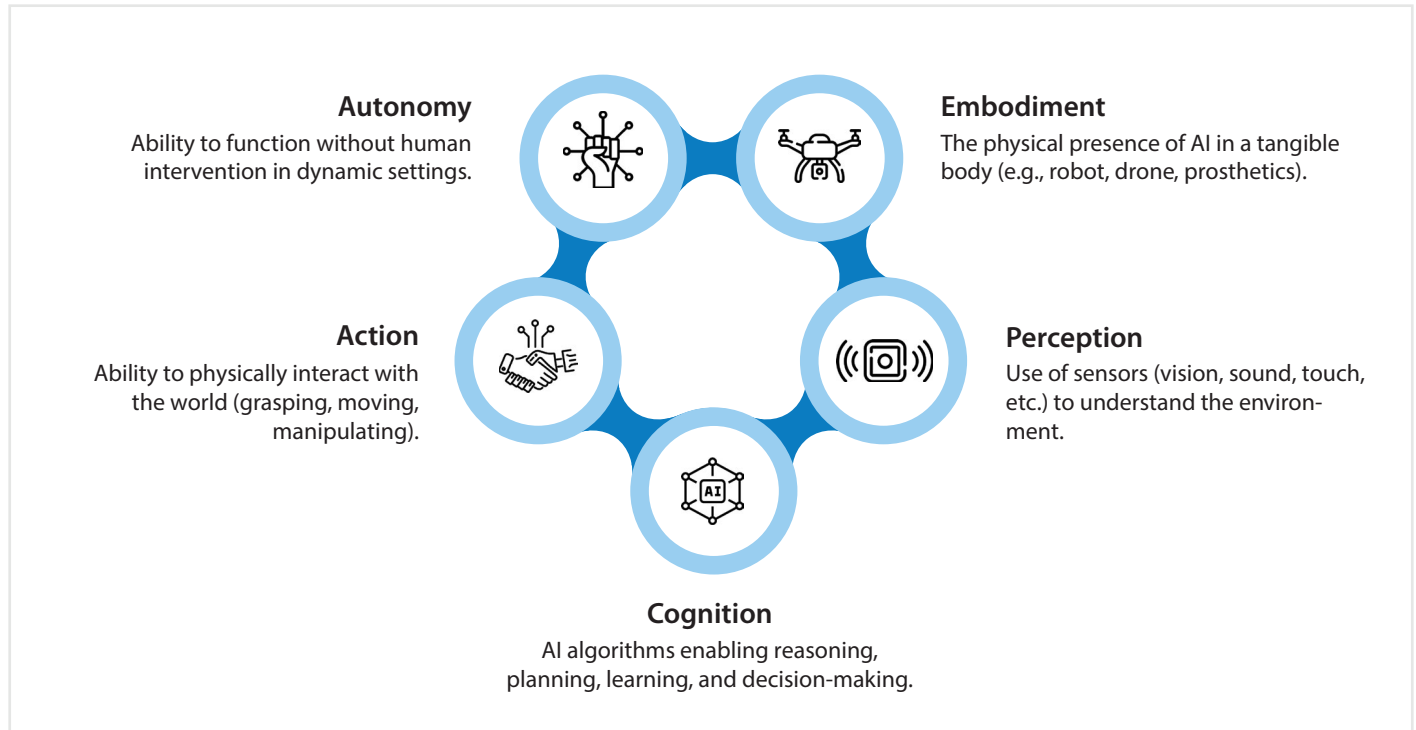 Autonomy
Ability to function without human
intervention in dynamic settings.
Embodiment
The physical presence of AI in a tangible
body (e.g., robot, drone, prosthetics).
Action
Ability to physically interact with
the world (grasping, moving,
manipulating).
Perception
Use of sensors (vision, sound, touch,
etc.) to understand the environ-
ment.
AI
Cognition
AI algorithms enabling reasoning,
planning, learning, and decision-making.